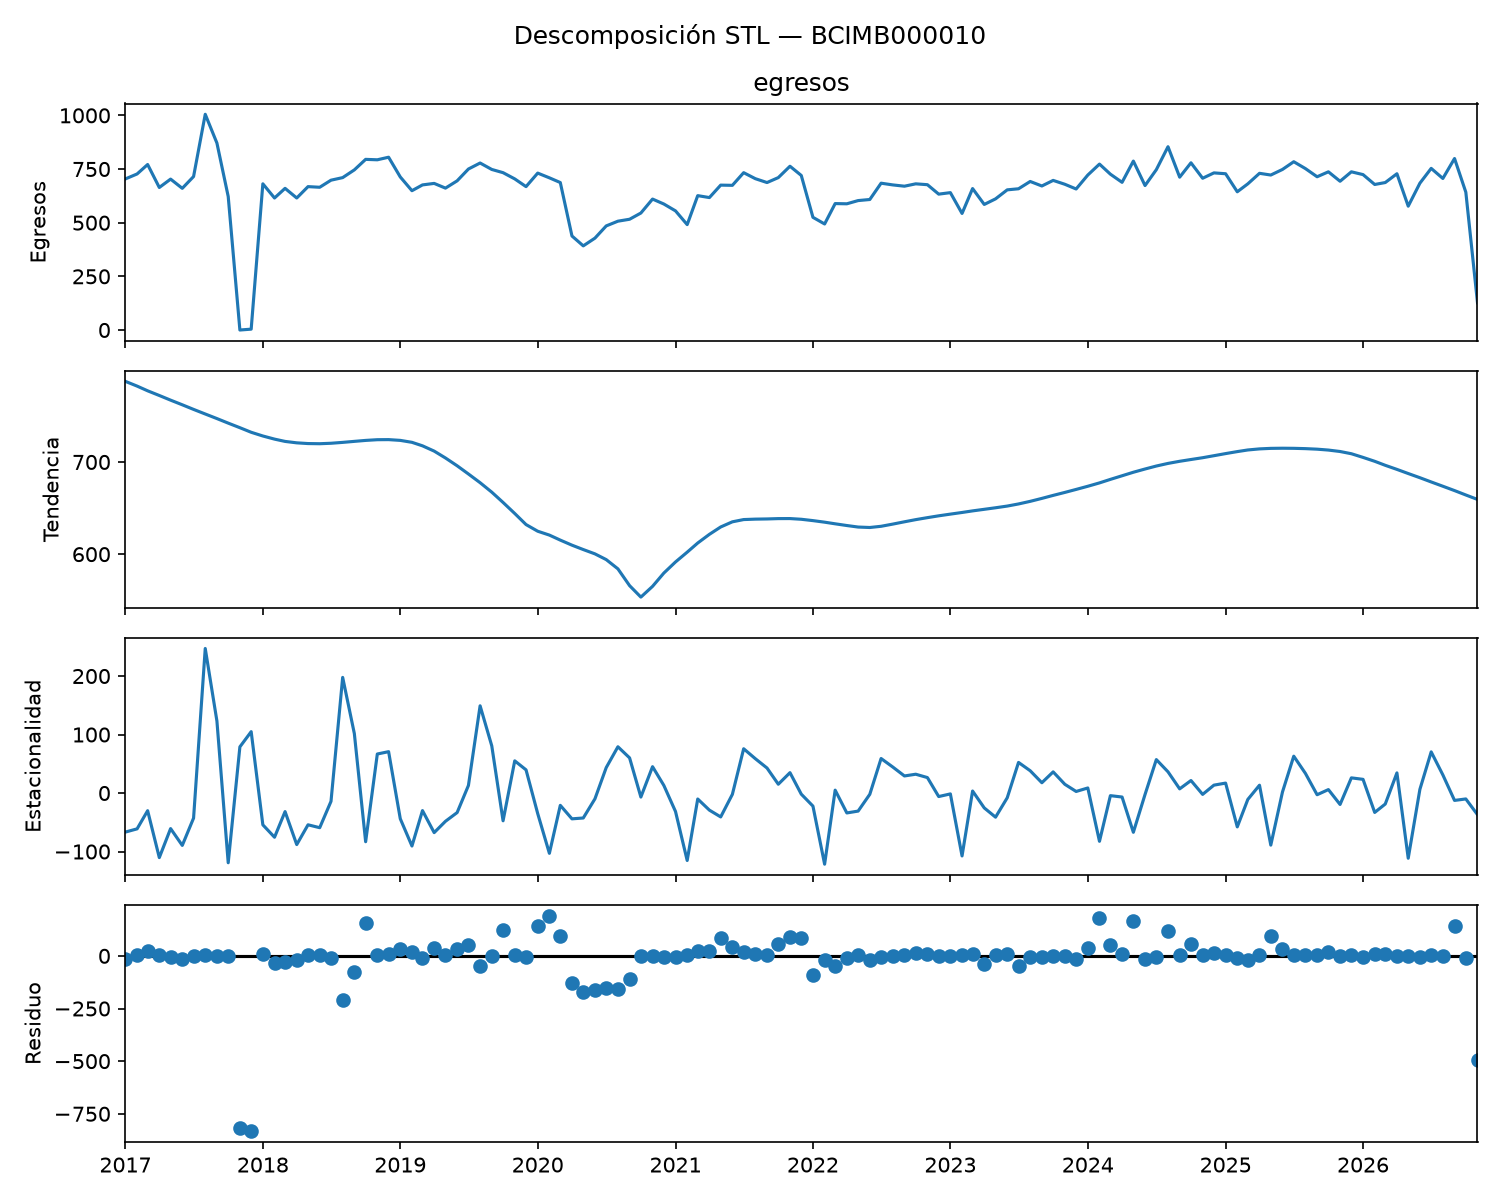 Descomposición STL — BCIMB000010
egresos
Egresos
1000
750
500
250
0
Tendencia
700
600
Estacionalidad
200
100
0
−100
Residuo
0
−250
−500
−750
2017 2018 2019 2020 2021 2022 2023 2024 2025 2026